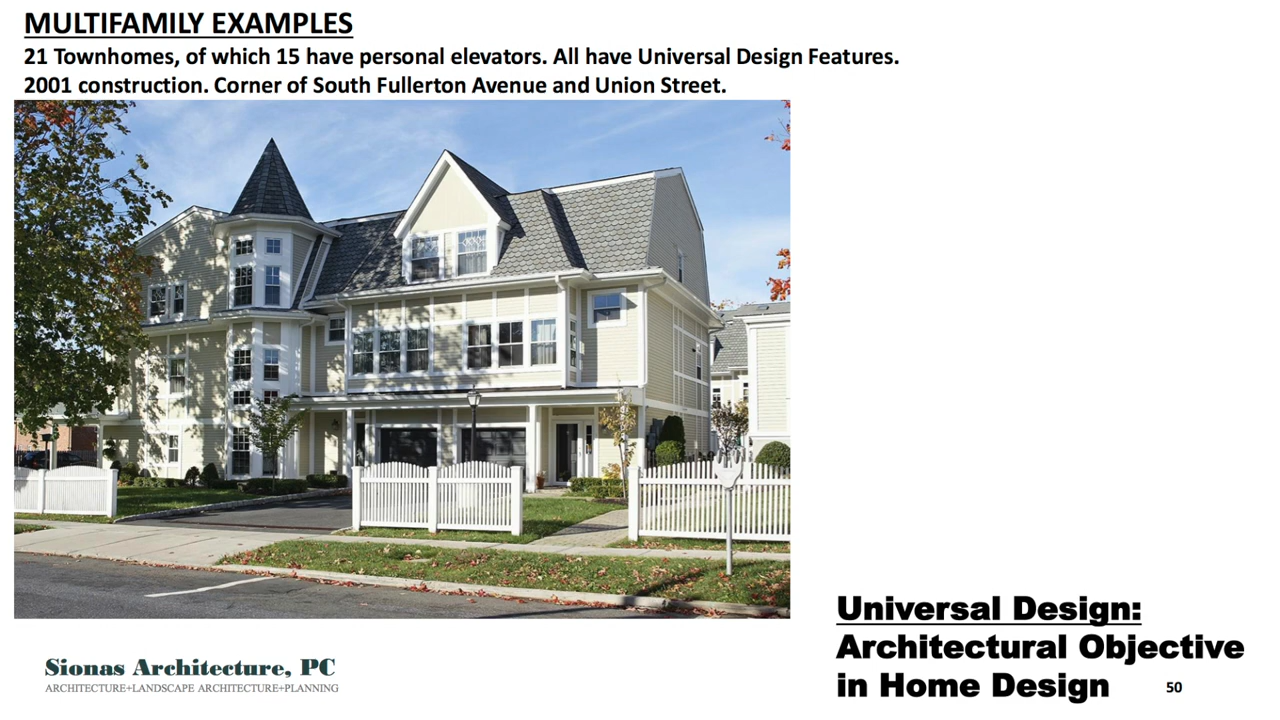 MULTIFAMILY EXAMPLES
21 Townhomes, of which 15 have personal elevators. All have Universal Design Features.
2001 construction. Corner of South Fullerton Avenue and Union Street.
Universal Design:
Architectural Objective
in Home Design
50
Sionas Architecture, PC
ARCHITECTURE+LANDSCAPE ARCHITECTURE+PLANNING